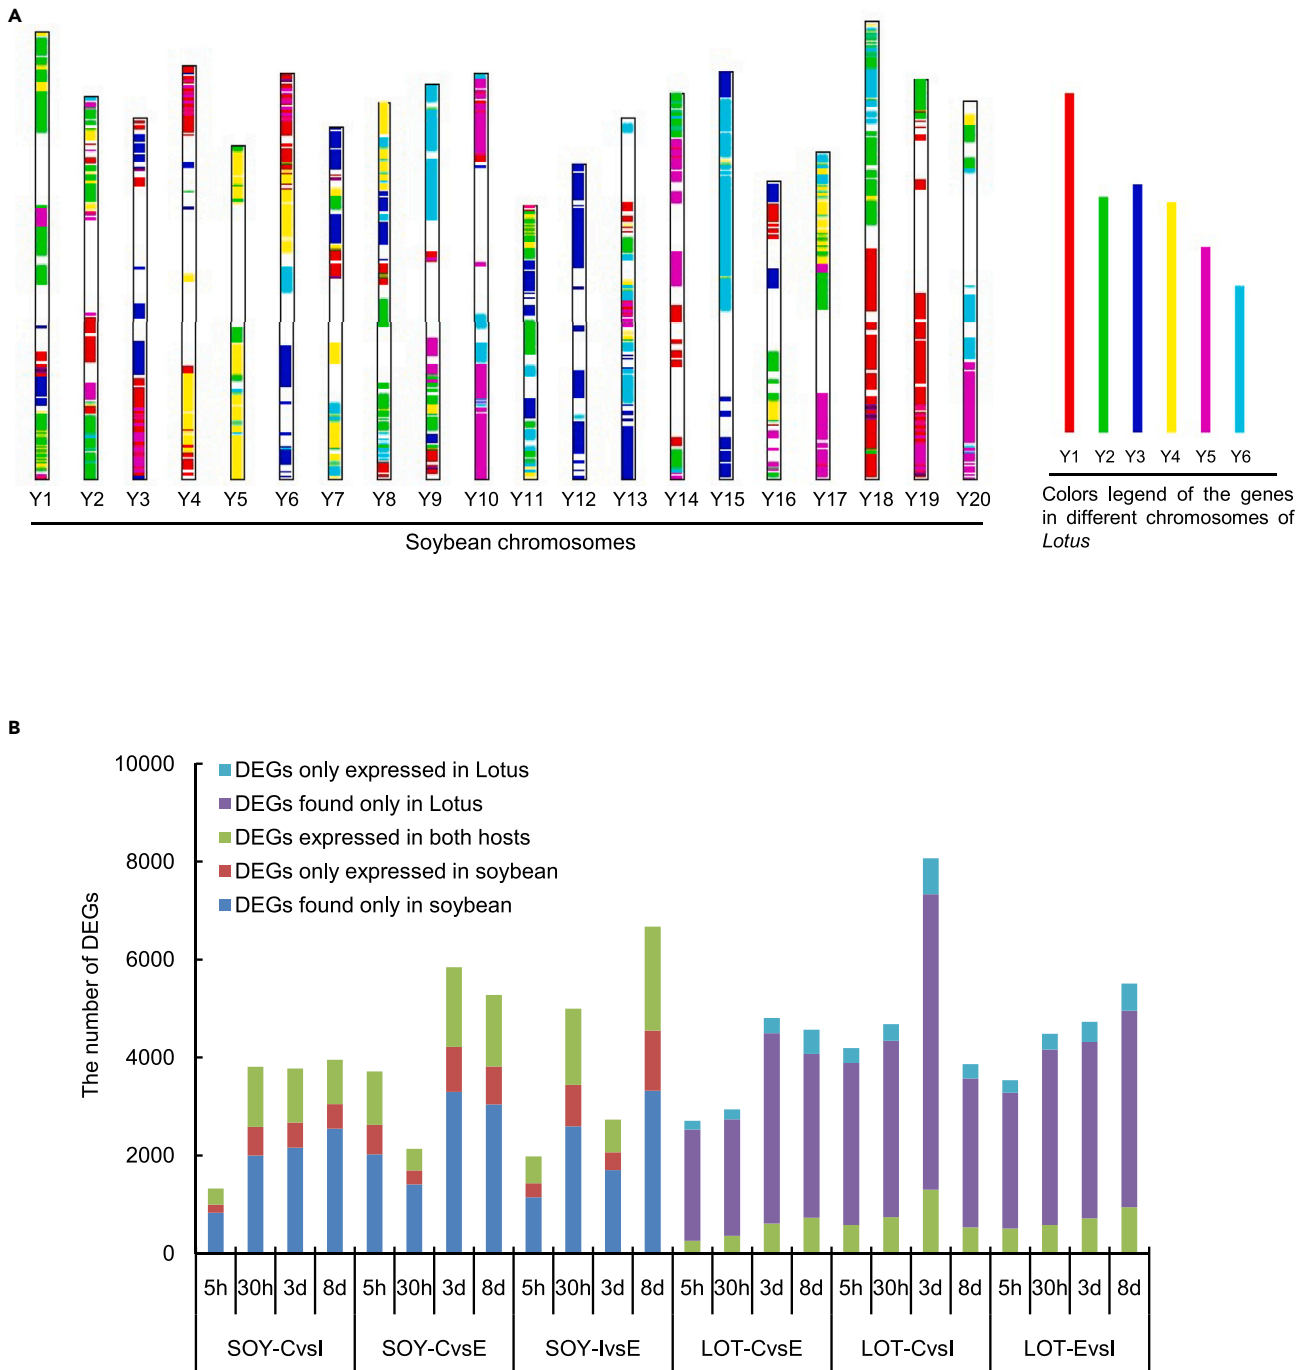 A
Y1 Y2 Y3 Y4 Y5 Y6 Y7 Y8 Y9 Y10 Y11 Y12 Y13 Y14 Y15 Y16 Y17 Y18 Y19 Y20
Soybean chromosomes
Y1 Y2 Y3 Y4 Y5 Y6
Colors legend of the genes
in different chromosomes of
Lotus
B
The number of DEGs
10000
8000
6000
4000
2000
0
DEGs only expressed in Lotus
DEGs found only in Lotus
DEGs expressed in both hosts
DEGs only expressed in soybean
DEGs found only in soybean
5h 30h 3d 8d 5h 30h 3d 8d 5h 30h 3d 8d 5h 30h 3d 8d 5h 30h 3d 8d 5h 30h 3d 8d
SOY-CvsI SOY-CvsE SOY-IvsE LOT-CvsE LOT-CvsI LOT-EvsI